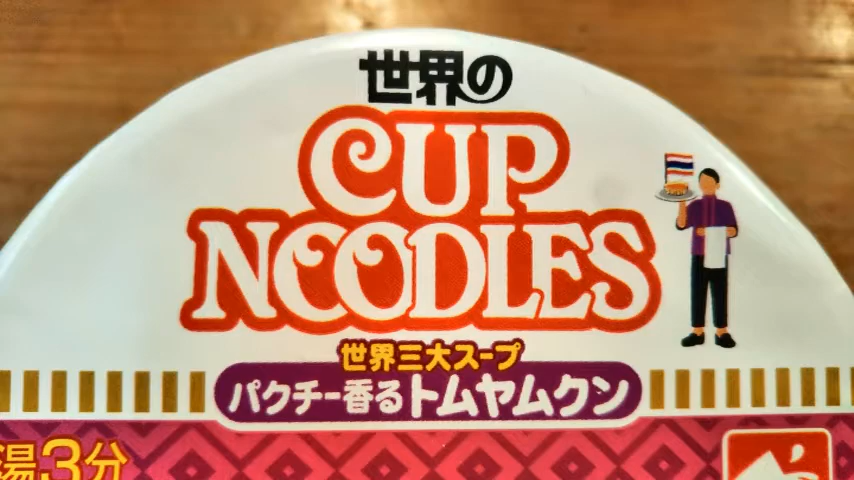 世界の
CUP
NOODLES
世界三大スープ
パクチー香るトムヤムクン
湯3分